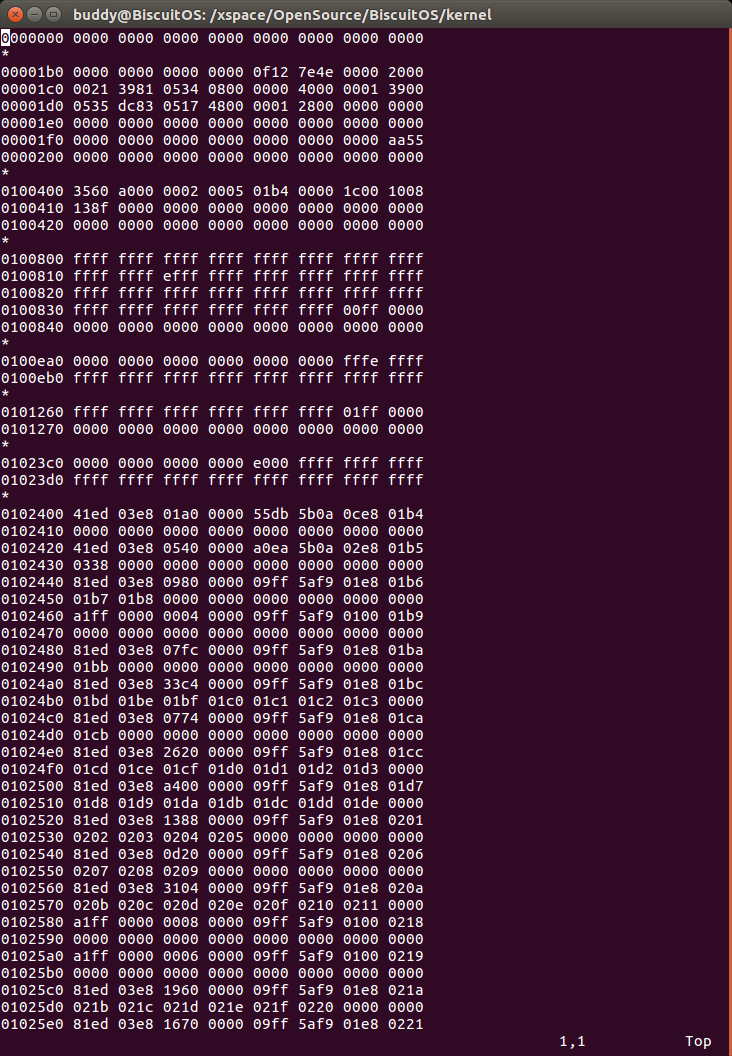 buddy@BiscuitOS: /xspace/OpenSource/BiscuitOS/kernel
0000000 0000 0000 0000 0000 0000 0000 0000 0000
*
00001b0 0000 0000 0000 0000 0f12 7e4e 0000 2000
00001c0 0021 3981 0534 0800 0000 4000 0001 3900
00001d0 0535 dc83 0517 4800 0001 2800 0000 0000
00001e0 0000 0000 0000 0000 0000 0000 0000 0000
00001f0 0000 0000 0000 0000 0000 0000 0000 aa55
0000200 0000 0000 0000 0000 0000 0000 0000 0000
*
0100400 3560 a000 0002 0005 01b4 0000 1c00 1008
0100410 138f 0000 0000 0000 0000 0000 0000 0000
0100420 0000 0000 0000 0000 0000 0000 0000 0000
*
0100800 ffff ffff ffff ffff ffff ffff ffff ffff
0100810 ffff ffff efff ffff ffff ffff ffff ffff
0100820 ffff ffff ffff ffff ffff ffff ffff ffff
0100830 ffff ffff ffff ffff ffff ffff 00ff 0000
0100840 0000 0000 0000 0000 0000 0000 0000 0000
*
0100ea0 0000 0000 0000 0000 0000 0000 fffe ffff
0100eb0 ffff ffff ffff ffff ffff ffff ffff ffff
*
0101260 ffff ffff ffff ffff ffff ffff 01ff 0000
0101270 0000 0000 0000 0000 0000 0000 0000 0000
*
01023c0 0000 0000 0000 0000 e000 ffff ffff ffff
01023d0 ffff ffff ffff ffff ffff ffff ffff ffff
*
0102400 41ed 03e8 01a0 0000 55db 5b0a 0ce8 01b4
0102410 0000 0000 0000 0000 0000 0000 0000 0000
0102420 41ed 03e8 0540 0000 a0ea 5b0a 02e8 01b5
0102430 0338 0000 0000 0000 0000 0000 0000 0000
0102440 81ed 03e8 0980 0000 09ff 5af9 01e8 01b6
0102450 01b7 01b8 0000 0000 0000 0000 0000 0000
0102460 a1ff 0000 0004 0000 09ff 5af9 0100 01b9
0102470 0000 0000 0000 0000 0000 0000 0000 0000
0102480 81ed 03e8 07fc 0000 09ff 5af9 01e8 01ba
0102490 01bb 0000 0000 0000 0000 0000 0000 0000
01024a0 81ed 03e8 33c4 0000 09ff 5af9 01e8 01bc
01024b0 01bd 01be 01bf 01c0 01c1 01c2 01c3 0000
01024c0 81ed 03e8 0774 0000 09ff 5af9 01e8 01ca
01024d0 01cb 0000 0000 0000 0000 0000 0000 0000
01024e0 81ed 03e8 2620 0000 09ff 5af9 01e8 01cc
01024f0 01cd 01ce 01cf 01d0 01d1 01d2 01d3 0000
0102500 81ed 03e8 a400 0000 09ff 5af9 01e8 01d7
0102510 01d8 01d9 01da 01db 01dc 01dd 01de 0000
0102520 81ed 03e8 1388 0000 09ff 5af9 01e8 0201
0102530 0202 0203 0204 0205 0000 0000 0000 0000
0102540 81ed 03e8 0d20 0000 09ff 5af9 01e8 0206
0102550 0207 0208 0209 0000 0000 0000 0000 0000
0102560 81ed 03e8 3104 0000 09ff 5af9 01e8 020a
0102570 020b 020c 020d 020e 020f 0210 0211 0000
0102580 a1ff 0000 0008 0000 09ff 5af9 0100 0218
0102590 0000 0000 0000 0000 0000 0000 0000 0000
01025a0 a1ff 0000 0006 0000 09ff 5af9 0100 0219
01025b0 0000 0000 0000 0000 0000 0000 0000 0000
01025c0 81ed 03e8 1960 0000 09ff 5af9 01e8 021a
01025d0 021b 021c 021d 021e 021f 0220 0000 0000
01025e0 81ed 03e8 1670 0000 09ff 5af9 01e8 0221
1,1 Top